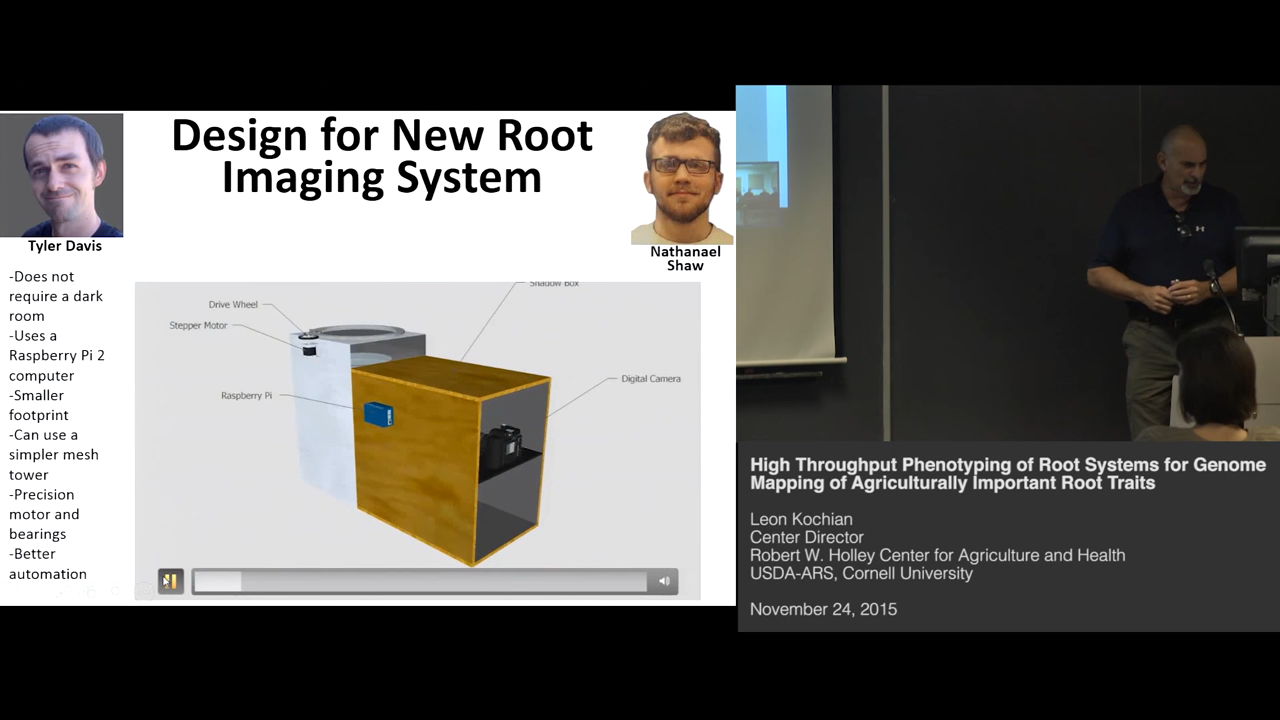 Design for New Root
Imaging System
Tyler Davis
Nathanael
Shaw
-Does not
require a dark
room
-Uses a
Raspberry Pi 2
computer
-Smaller
footprint
-Can use a
simpler mesh
tower
-Precision
motor and
bearings
-Better
automation
Shadow Box
Drive Wheel
Stepper Motor
Raspberry Pi
Digital Camera
High Throughput Phenotyping of Root Systems for Genome
Mapping of Agriculturally Important Root Traits
Leon Kochian
Center Director
Robert W. Holley Center for Agriculture and Health
USDA-ARS, Cornell University
November 24, 2015